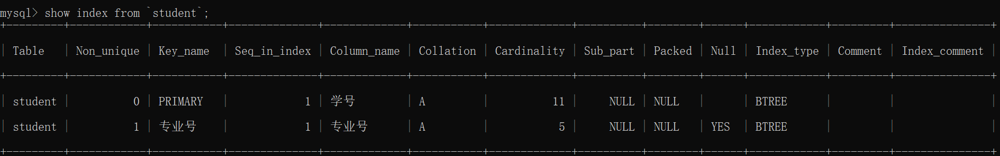 mysql> show index from `student`;
+---------+------------+-----------+--------------+-------------+-----------+-------------+----------+--------+------+------------+---------+---------------+
| Table   | Non_unique | Key_name  | Seq_in_index | Column_name | Collation | Cardinality | Sub_part | Packed | Null | Index_type | Comment | Index_comment |
+---------+------------+-----------+--------------+-------------+-----------+-------------+----------+--------+------+------------+---------+---------------+
| student |          0 | PRIMARY   |            1 | 学号        | A         |          11 |     NULL | NULL   |      | BTREE      |         |               |
| student |          1 | 专业号    |            1 | 专业号      | A         |           5 |     NULL | NULL   | YES  | BTREE      |         |               |
+---------+------------+-----------+--------------+-------------+-----------+-------------+----------+--------+------+------------+---------+---------------+